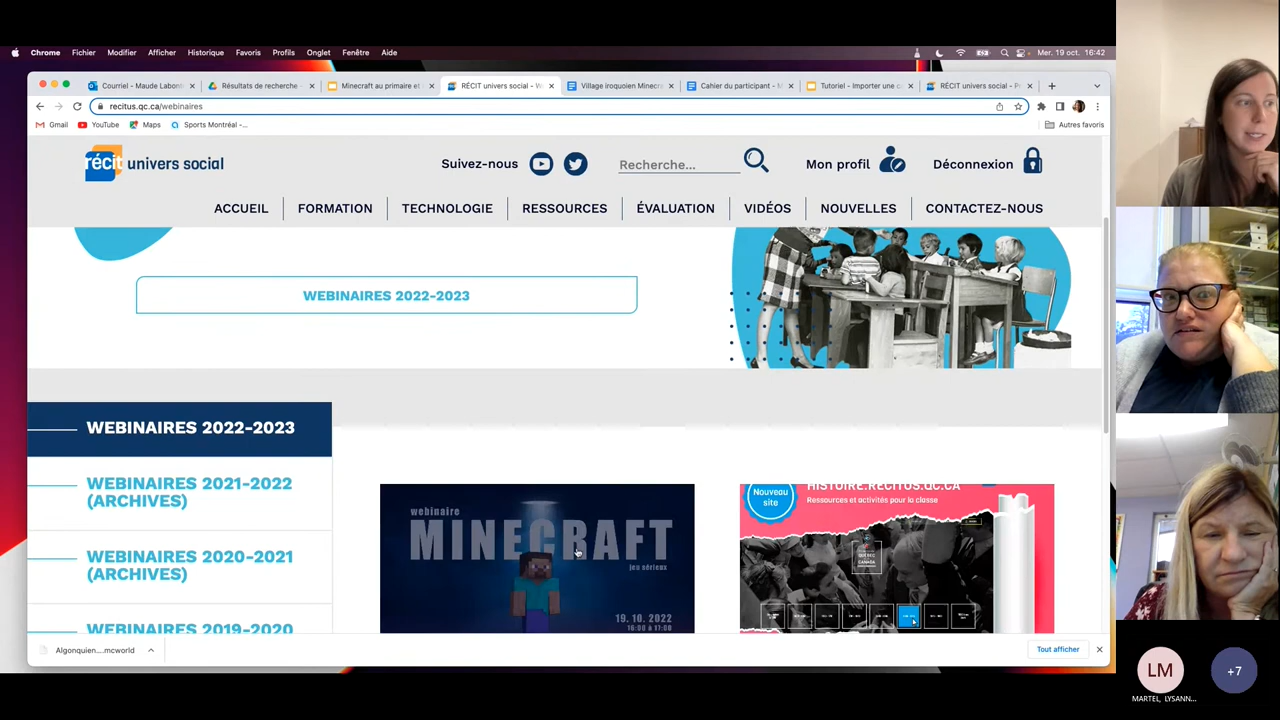 Chrome Fichier Modifier Afficher Historique Favoris Profils Onglet Fenêtre Aide Mer. 19 oct. 16:42
Courriel - Maude Labont Résultats de recherche - Minecraft au primaire et RÉCIT univers social - W Village iroquoien Minecr Cahier du participant - M Tutoriel - Importer une c RÉCIT univers social - P
recitus.qc.ca/webinaires
Gmail YouTube Maps Sports Montréal -... Autres favoris
récit univers social
Suivez-nous Recherche... Mon profil Déconnexion
ACCUEIL FORMATION TECHNOLOGIE RESSOURCES ÉVALUATION VIDÉOS NOUVELLES CONTACTEZ-NOUS
WEBINAIRES 2022-2023
WEBINAIRES 2022-2023
WEBINAIRES 2021-2022
(ARCHIVES)
WEBINAIRES 2020-2021
(ARCHIVES)
WEBINAIRES 2019-2020
webinaire
MINECRAFT
jeu sérieux
19. 10. 2022
16:00 à 17:00
Nouveau
site
HISTOIRE.RECITUS.QC.CA
Ressources et activités pour la classe
Algonquien....mcworld
Tout afficher
LM
MARTEL, LYSANN...
+7